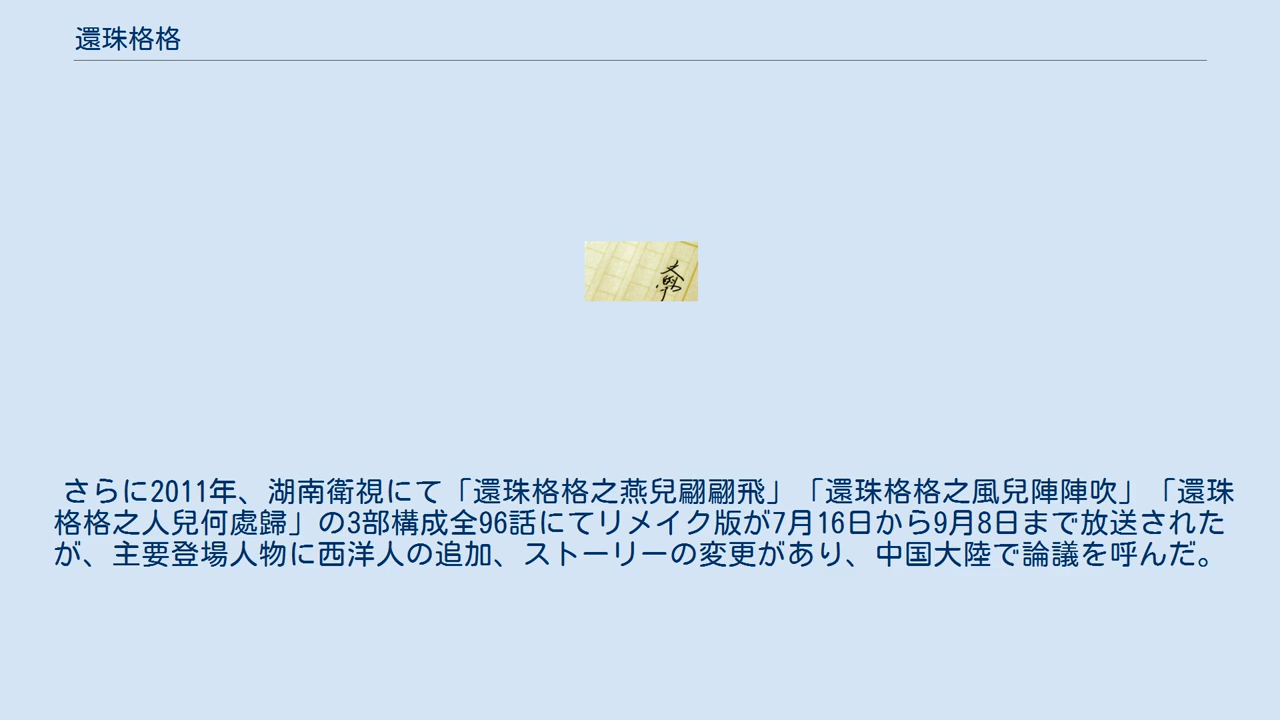 還珠格格
さらに2011年、湖南衛視にて「還珠格格之燕兒翩翩飛」「還珠格格之風兒陣陣吹」「還珠
格格之人兒何處歸」の3部構成全96話にてリメイク版が7月16日から9月8日まで放送された
が、主要登場人物に西洋人の追加、ストーリーの変更があり、中国大陸で論議を呼んだ。